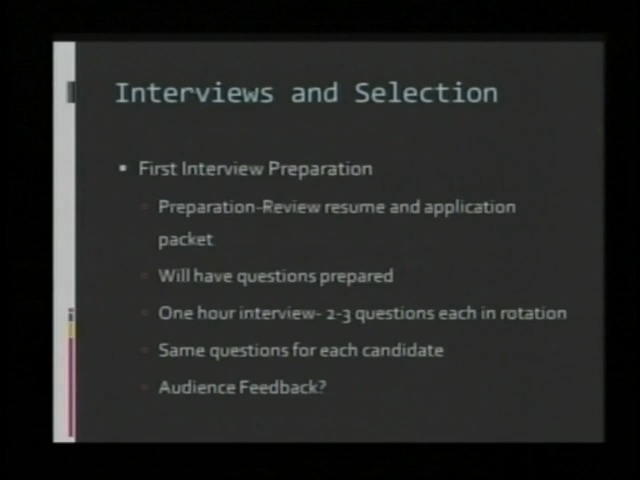 Interviews and Selection
First Interview Preparation
Preparation-Review resume and application
packet
Will have questions prepared
One hour interview- 2-3 questions each in rotation
Same questions for each candidate
Audience Feedback?